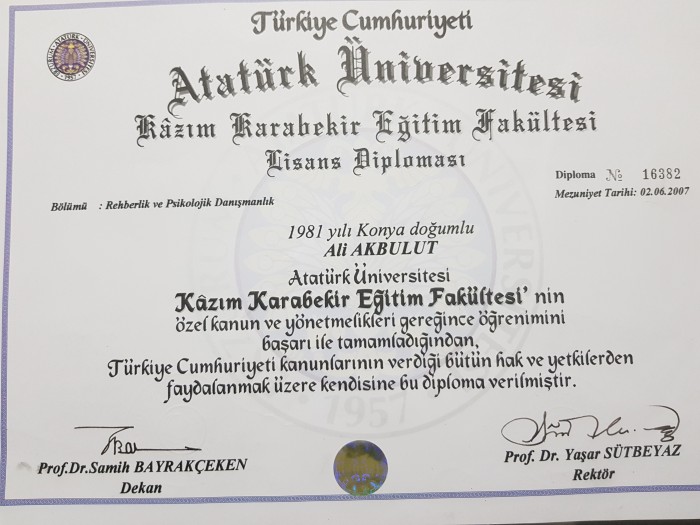 Türkiye Cumhuriyeti
Atatürk Üniversitesi
Kâzım Karabekir Eğitim Fakültesi
Lisans Diploması
Diploma № 16382
Mezuniyet Tarihi: 02.06.2007
Bölümü : Rehberlik ve Psikolojik Danışmanlık
1981 yılı Konya doğumlu
Ali AKBULUT
Atatürk Üniversitesi
Kâzım Karabekir Eğitim Fakültesi' nin
özel kanun ve yönetmelikleri gereğince öğrenimini
başarı ile tamamladığından,
Türkiye Cumhuriyeti kanunlarının verdiği bütün hak ve yetkilerden
faydalanmak üzere kendisine bu diploma verilmiştir.
1957
Prof.Dr.Samih BAYRAKÇEKEN
Dekan
Prof. Dr. Yaşar SÜTBEYAZ
Rektör